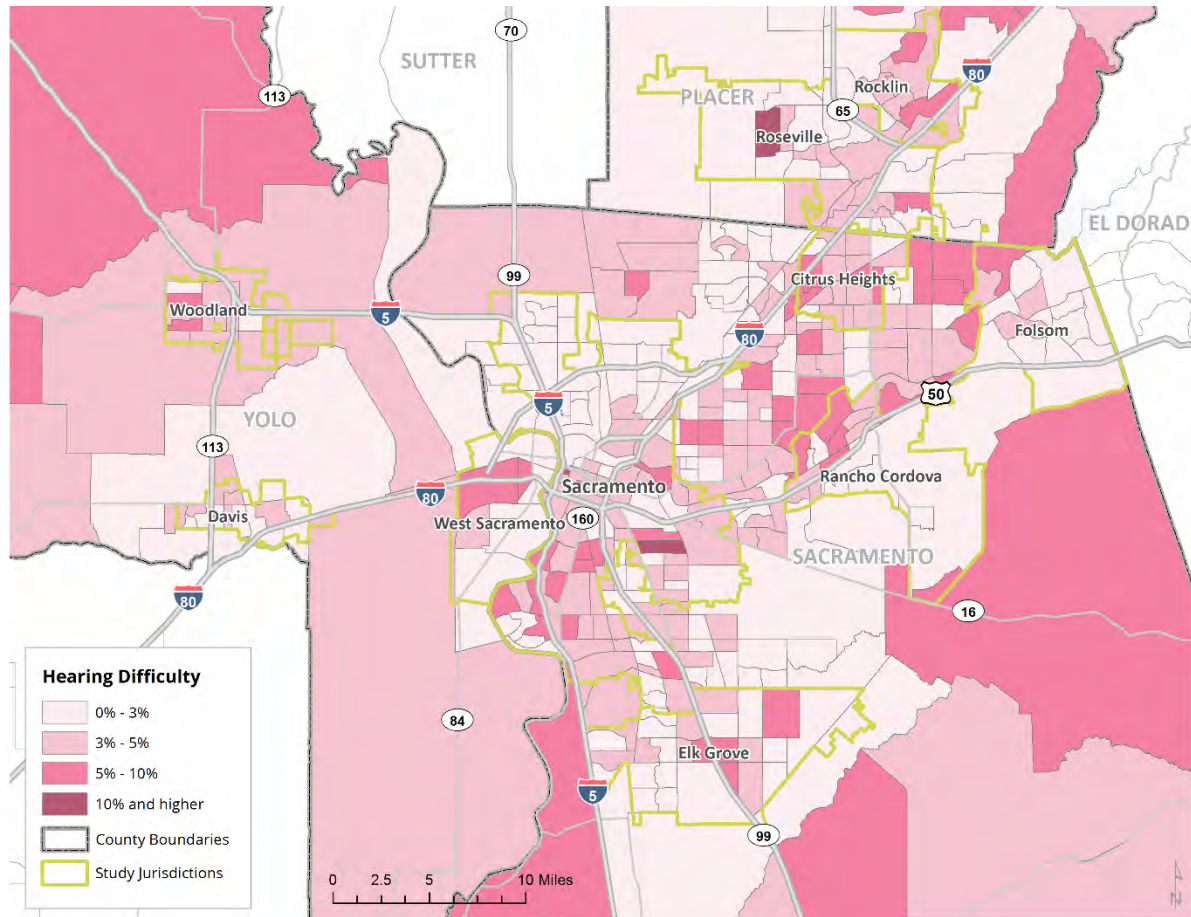 70
SUTTER
113
80
Rocklin
PLACER
65
Roseville
EL DORAD
99
Citrus Heights
Woodland
5
Folsom
80
50
5
YOLO
113
Rancho Cordova
Sacramento
80
Davis
West Sacramento
160
SACRAMENTO
80
16
Hearing Difficulty
0% - 3%
3% - 5%
5% - 10%
10% and higher
County Boundaries
Study Jurisdictions
84
Elk Grove
5
99
0 2.5 5 10 Miles